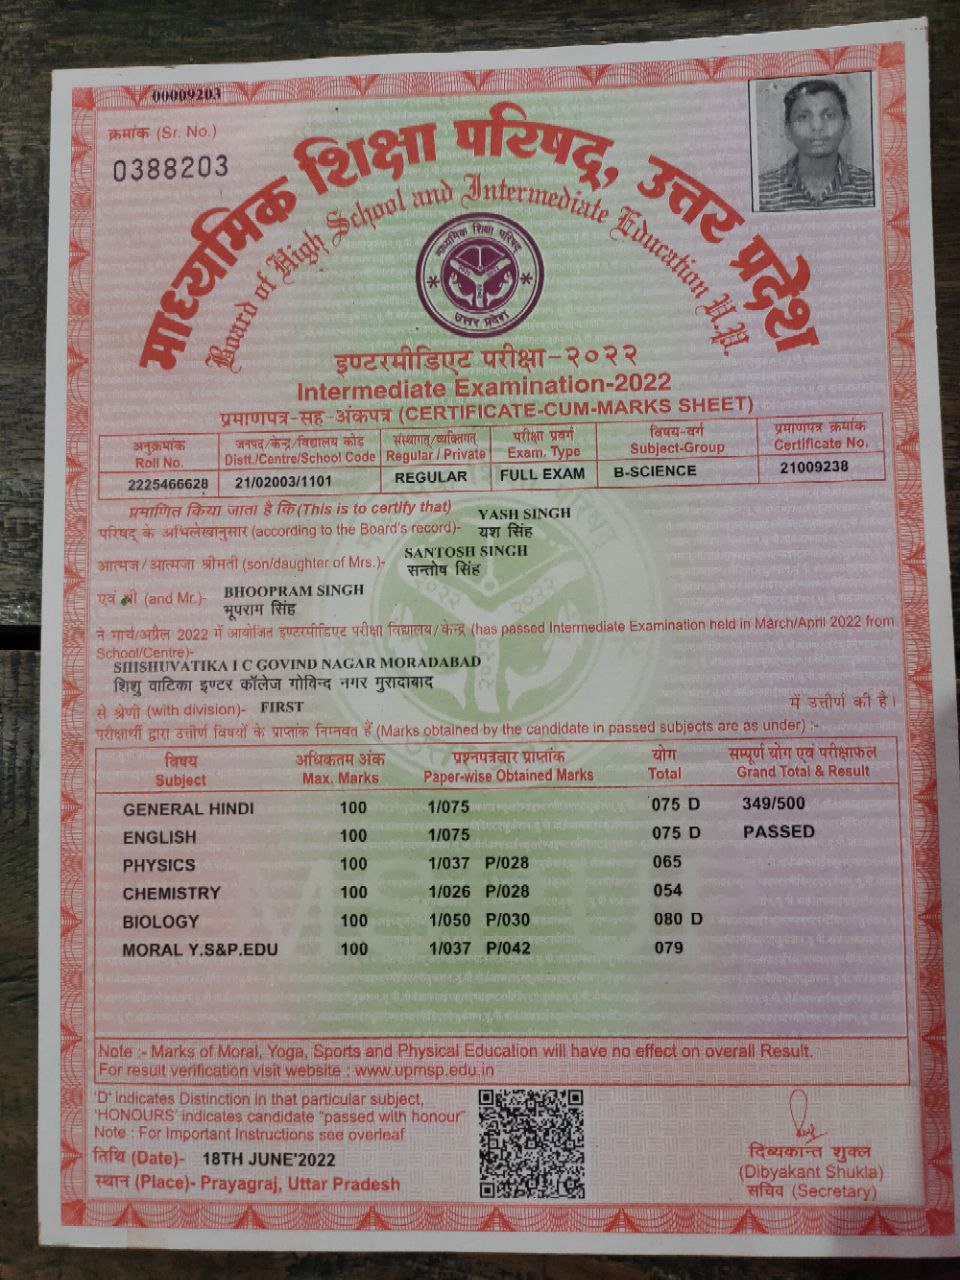 00009203
क्रमांक (Sr. No.)
0388203
माध्यमिक शिक्षा परिषद्, उत्तर प्रदेश
Board of High School and Intermediate Education U.P.
माध्यमिक शिक्षा परिषद्
उत्तर प्रदेश
इण्टरमीडिएट परीक्षा-२०२२
Intermediate Examination-2022
प्रमाणपत्र-सह-अंकपत्र (CERTIFICATE-CUM-MARKS SHEET)
अनुक्रमांक जनपद/केन्द्र/विद्यालय कोड संस्थागत/व्यक्तिगत परीक्षा प्रवर्ग विषय-वर्ग प्रमाणपत्र क्रमांक
Roll No. Distt./Centre/School Code Regular / Private Exam. Type Subject-Group Certificate No.
2225466628 21/02003/1101 REGULAR FULL EXAM B-SCIENCE 21009238
प्रमाणित किया जाता है कि(This is to certify that) YASH SINGH
परिषद् के अभिलेखानुसार (according to the Board's record)- यश सिंह
SANTOSH SINGH
आत्मज/आत्मजा श्रीमती (son/daughter of Mrs.)- सन्तोष सिंह
एवं श्री (and Mr.)- BHOOPRAM SINGH
भूपराम सिंह
ने मार्च/अप्रैल 2022 में आयोजित इण्टरमीडिएट परीक्षा विद्यालय/केन्द्र (has passed Intermediate Examination held in March/April 2022 from
School/Centre)-
SHISHUVATIKA I C GOVIND NAGAR MORADABAD
शिशु वाटिका इण्टर कॉलेज गोविन्द नगर मुरादाबाद
से श्रेणी (with division)- FIRST में उत्तीर्ण की है।
परीक्षार्थी द्वारा उत्तीर्ण विषयों के प्राप्तांक निम्नवत हैं (Marks obtained by the candidate in passed subjects are as under) :-
विषय अधिकतम अंक प्रश्नपत्रवार प्राप्तांक योग सम्पूर्ण योग एवं परीक्षाफल
Subject Max. Marks Paper-wise Obtained Marks Total Grand Total & Result
GENERAL HINDI 100 1/075 075 D 349/500
ENGLISH 100 1/075 075 D PASSED
PHYSICS 100 1/037 P/028 065
CHEMISTRY 100 1/026 P/028 054
BIOLOGY 100 1/050 P/030 080 D
MORAL Y.S&P.EDU 100 1/037 P/042 079
Note :- Marks of Moral, Yoga, Sports and Physical Education will have no effect on overall Result.
For result verification visit website : www.upmsp.edu.in
'D' indicates Distinction in that particular subject,
'HONOURS' indicates candidate "passed with honour"
Note : For Important Instructions see overleaf
तिथि (Date)- 18TH JUNE'2022
स्थान (Place)- Prayagraj, Uttar Pradesh
दिब्यकान्त शुक्ल
(Dibyakant Shukla)
सचिव (Secretary)